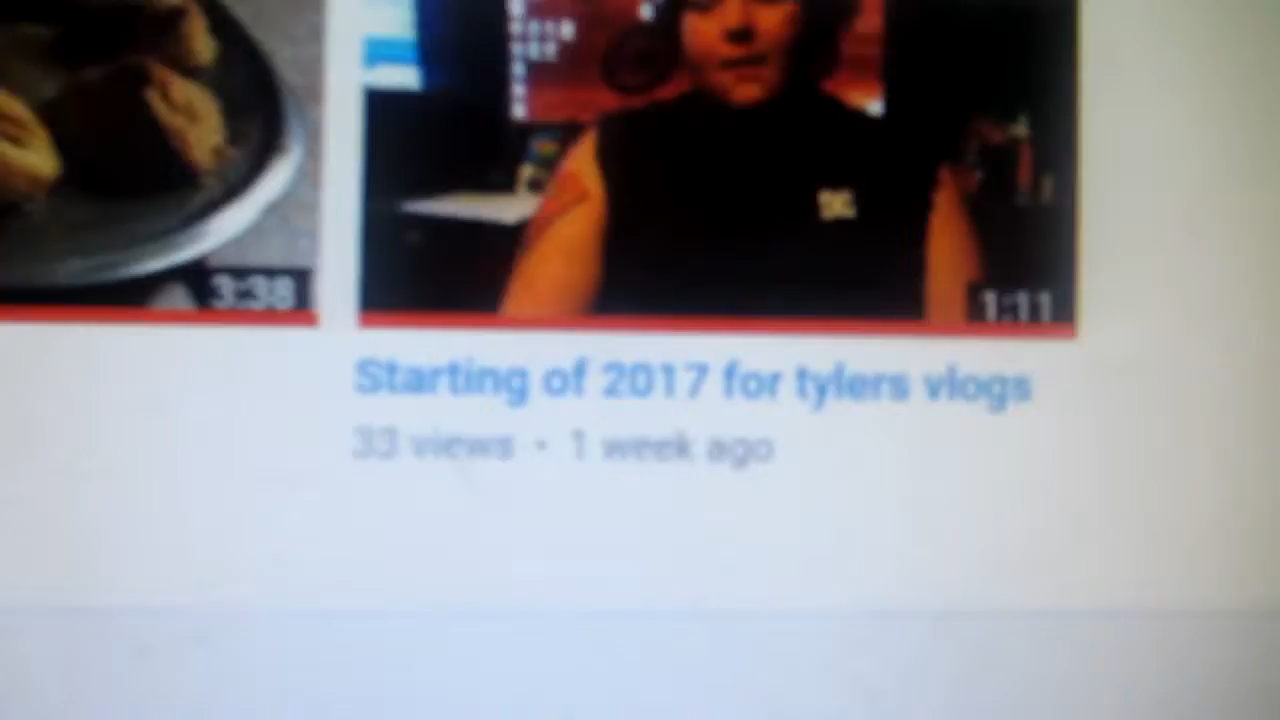 3:38
1:11
Starting of 2017 for tylers vlogs
33 views · 1 week ago